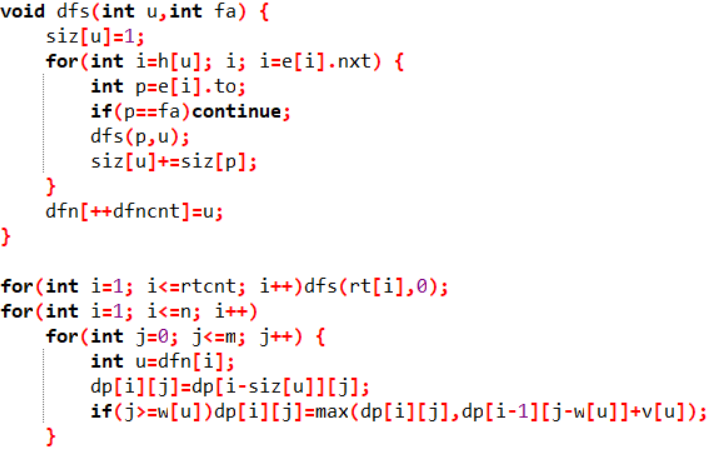 void dfs(int u,int fa) {
    siz[u]=1;
    for(int i=h[u]; i; i=e[i].nxt) {
        int p=e[i].to;
        if(p==fa)continue;
        dfs(p,u);
        siz[u]+=siz[p];
    }
    dfn[++dfncnt]=u;
}

for(int i=1; i<=rtcnt; i++)dfs(rt[i],0);
for(int i=1; i<=n; i++)
    for(int j=0; j<=m; j++) {
        int u=dfn[i];
        dp[i][j]=dp[i-siz[u]][j];
        if(j>=w[u])dp[i][j]=max(dp[i][j],dp[i-1][j-w[u]]+v[u]);
    }